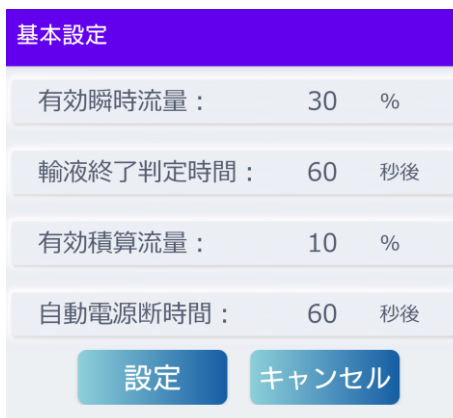 基本設定
有効瞬時流量： 30 %
輸液終了判定時間： 60 秒後
有効積算流量： 10 %
自動電源断時間： 60 秒後
設定 キャンセル